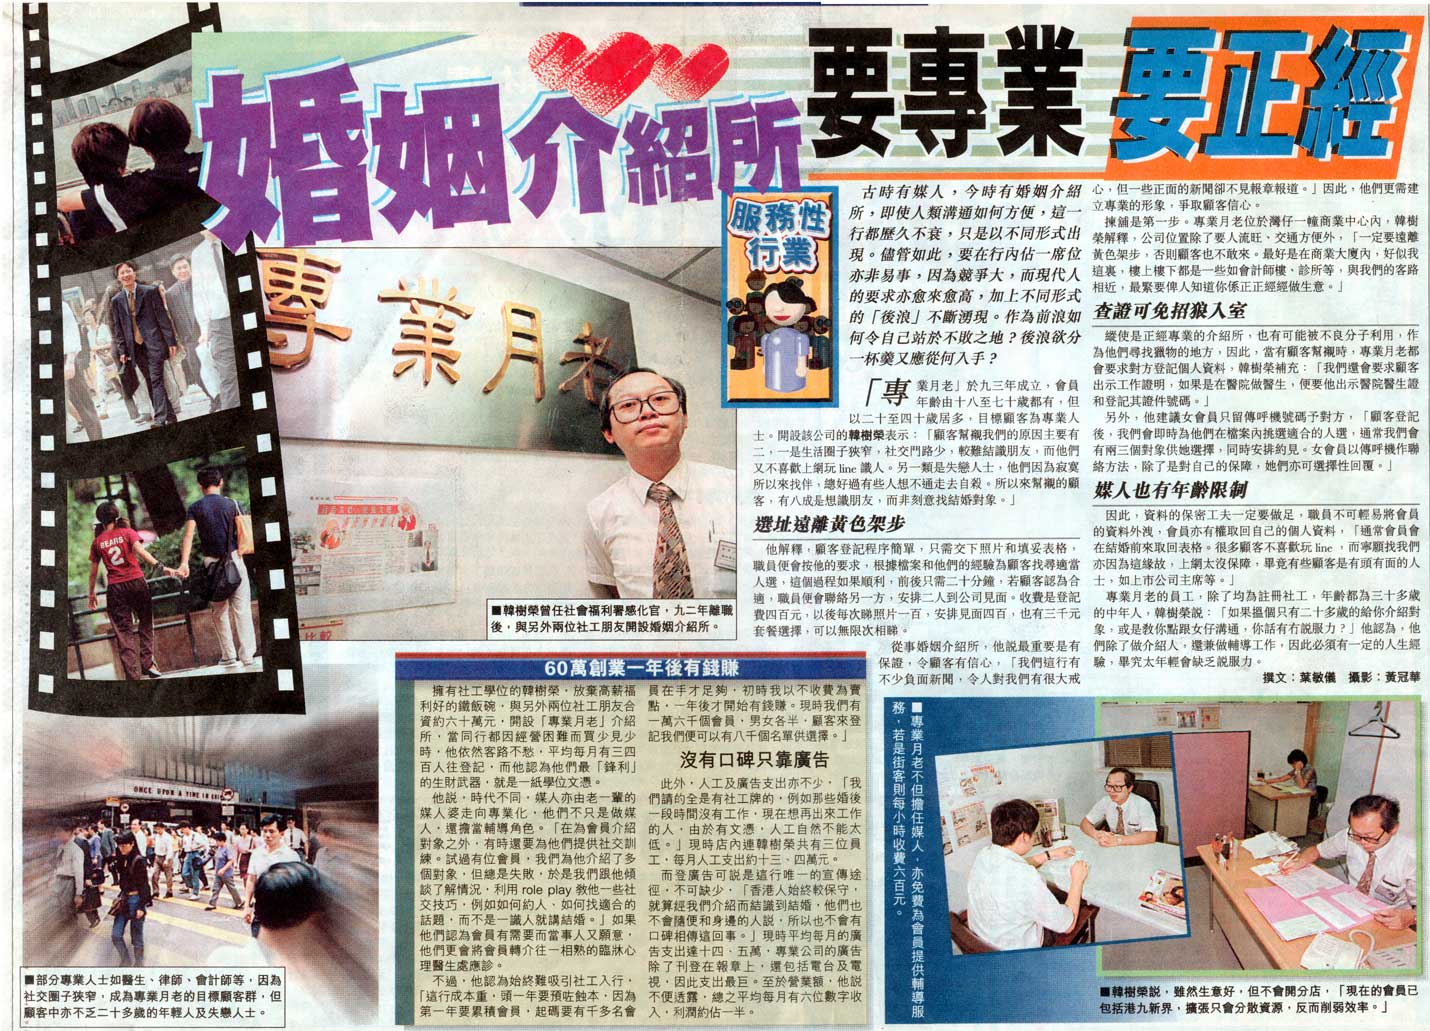 婚姻介紹所
要專業
要正經
服務性
行業
專業月老
古時有媒人，今時有婚姻介紹
所，即使人類溝通如何方便，這一
行都歷久不衰，只是以不同形式出
現。儘管如此，要在行內佔一席位
亦非易事，因為競爭大，而現代人
的要求亦愈來愈高，加上不同形式
的「後浪」不斷湧現。作為前浪如
何令自己站於不敗之地？後浪欲分
一杯羹又應從何入手？
「專業月老」於九三年成立，會員
年齡由十八至七十歲都有，但
以二十至四十歲居多，目標顧客為專業人
士。開設該公司的韓樹榮表示：「顧客幫襯我們的原因主要有
二，一是生活圈子狹窄，社交門路少，較難結識朋友，而他們
又不喜歡上網玩line識人。另一類是失戀人士，他們因為寂寞
所以來找伴，總好過有些人想不通走去自殺。所以來幫襯的顧
客，有八成是想識朋友，而非刻意找結婚對象。」
選址遠離黃色架步
他解釋，顧客登記程序簡單，只需交下照片和填妥表格，
職員便會按他的要求，根據檔案和他們的經驗為顧客找尋適當
人選，這個過程如果順利，前後只需二十分鐘，若顧客認為合
適，職員便會聯絡另一方，安排二人到公司見面。收費是登記
費四百元，以後每次睇照片一百，安排見面四百，也有三千元
套餐選擇，可以無限次相睇。
從事婚姻介紹所，他說最重要是有
保證，令顧客有信心，「我們這行有
不少負面新聞，令人對我們有很大戒
心，但一些正面的新聞卻不見報章報道。」因此，他們更需建
立專業的形象，爭取顧客信心。
揀舖是第一步。專業月老位於灣仔一幢商業中心內，韓樹
榮解釋，公司位置除了要人流旺、交通方便外，「一定要遠離
黃色架步，否則顧客也不敢來。最好是在商業大廈內，好似我
這裏，樓上樓下都是一些如會計師樓、診所等，與我們的客路
相近，最緊要俾人知道你係正正經經做生意。」
查證可免招狼入室
縱使是正經專業的介紹所，也有可能被不良分子利用，作
為他們尋找獵物的地方，因此，當有顧客幫襯時，專業月老都
會要求對方登記個人資料，韓樹榮補充：「我們還會要求顧客
出示工作證明，如果是在醫院做醫生，便要他出示醫院醫生證
和登記其證件號碼。」
另外，他建議女會員只留傳呼機號碼予對方，「顧客登記
後，我們會即時為他們在檔案內挑選適合的人選，通常我們會
有兩三個對象供她選擇，同時安排約見。女會員以傳呼機作聯
絡方法，除了是對自己的保障，她們亦可選擇性回覆。」
媒人也有年齡限制
因此，資料的保密工夫一定要做足，職員不可輕易將會員
的資料外洩，會員亦有權取回自己的個人資料，「通常會員會
在結婚前來取回表格。很多顧客不喜歡玩line，而寧願找我們
亦因為這緣故，上網太沒保障，畢竟有些顧客是有頭有面的人
士，如上市公司主席等。」
專業月老的員工，除了均為註冊社工，年齡都為三十多歲
的中年人，韓樹榮說：「如果搵個只有二十多歲的給你介紹對
象，或是教你點跟女仔溝通，你話有冇說服力？」他認為，他
們除了做介紹人，還兼做輔導工作，因此必須有一定的人生經
驗，畢究太年輕會缺乏說服力。
撰文：葉敏儀　攝影：黃冠華
■韓樹榮曾任社會福利署感化官，九二年離職
後，與另外兩位社工朋友開設婚姻介紹所。
60萬創業一年後有錢賺
擁有社工學位的韓樹榮，放棄高薪福
利好的鐵飯碗，與另外兩位社工朋友合
資約六十萬元，開設「專業月老」介紹
所，當同行都因經營困難而買少見少
時，他依然客路不愁，平均每月有三四
百人往登記，而他認為他們最「鋒利」
的生財武器，就是一紙學位文憑。
他說，時代不同，媒人亦由老一輩的
媒人婆走向專業化，他們不只是做媒
人，還擔當輔導角色。「在為會員介紹
對象之外，有時還要為他們提供社交訓
練。試過有位會員，我們為他介紹了多
個對象，但總是失敗，於是我們跟他傾
談了解情況，利用role play教他一些社
交技巧，例如如何約人、如何找適合的
話題，而不是一識人就講結婚。」如果
他們認為會員有需要而當事人又願意，
他們更會將會員轉介往一相熟的臨牀心
理醫生處應診。
不過，他認為始終難吸引社工入行，
「這行成本重，頭一年要預咗蝕本，因為
第一年要累積會員，起碼要有千多名會
員在手才足夠，初時我以不收費為賣
點，一年後才開始有錢賺。現時我們有
一萬六千個會員，男女各半，顧客來登
記我們便可以有八千個名單供選擇。」
沒有口碑只靠廣告
此外，人工及廣告支出亦不少，「我
們請的全是有社工牌的，例如那些婚後
一段時間沒有工作，現在想再出來工作
的人，由於有文憑，人工自然不能太
低。」現時店內連韓樹榮共有三位員
工，每月人工支出約十三、四萬元。
而登廣告可說是這行唯一的宣傳途
徑，不可缺少，「香港人始終較保守，
就算經我們介紹而結識到結婚，他們也
不會隨便和身邊的人說，所以也不會有
口碑相傳這回事。」現時平均每月的廣
告支出達十四、五萬，專業公司的廣告
除了刊登在報章上，還包括電台及電
視，因此支出最巨。至於營業額，他說
不便透露，總之平均每月有六位數字收
入，利潤約佔一半。
■專業月老不但擔任媒人，亦免費為會員提供輔導服
務，若是街客則每小時收費六百元。
■韓樹榮說，雖然生意好，但不會開分店，「現在的會員已
包括港九新界，擴張只會分散資源，反而削弱效率。」
ONCE UPON A TIME IN
BEARS
2
■部分專業人士如醫生、律師、會計師等，因為
社交圈子狹窄，成為專業月老的目標顧客群，但
顧客中亦不乏二十多歲的年輕人及失戀人士。